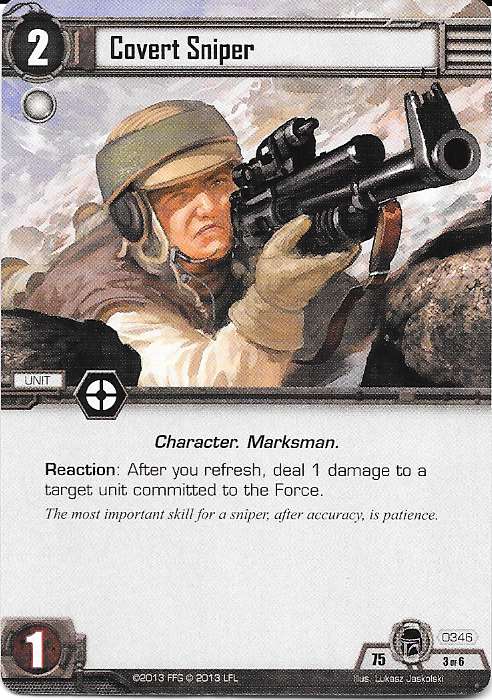 2
Covert Sniper
UNIT
Character. Marksman.
Reaction: After you refresh, deal 1 damage to a
target unit committed to the Force.
The most important skill for a sniper, after accuracy, is patience.
1
75
3 OF 6
0346
©2013 FFG © 2013 LFL
Illus. Lukasz Jaskolski